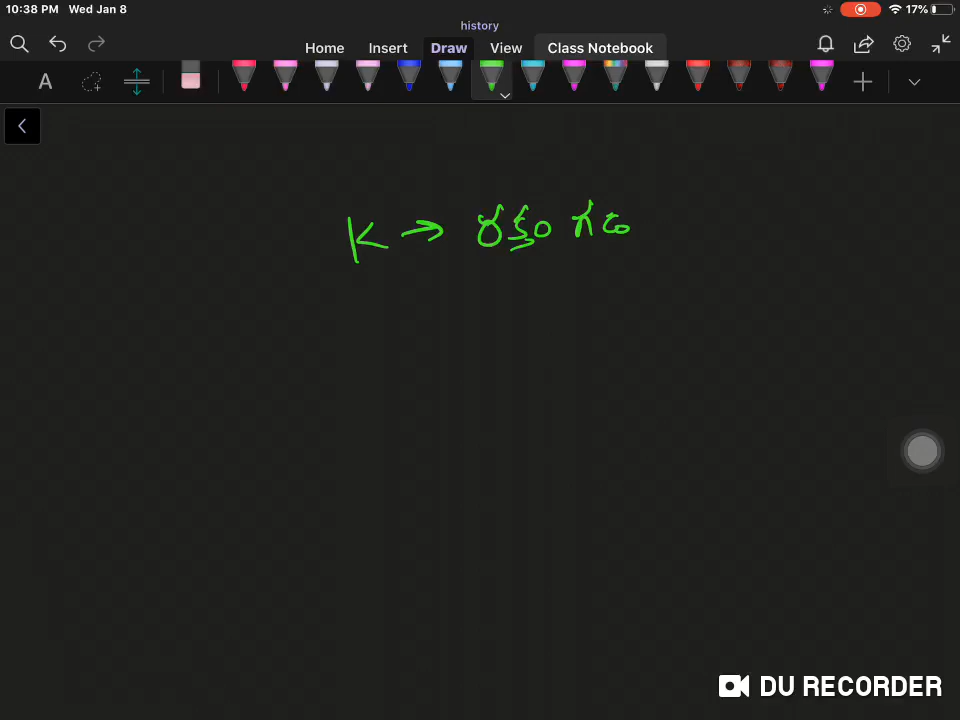 10:38 PM Wed Jan 8
17%
history
Home Insert Draw View Class Notebook
A
K →
DU RECORDER